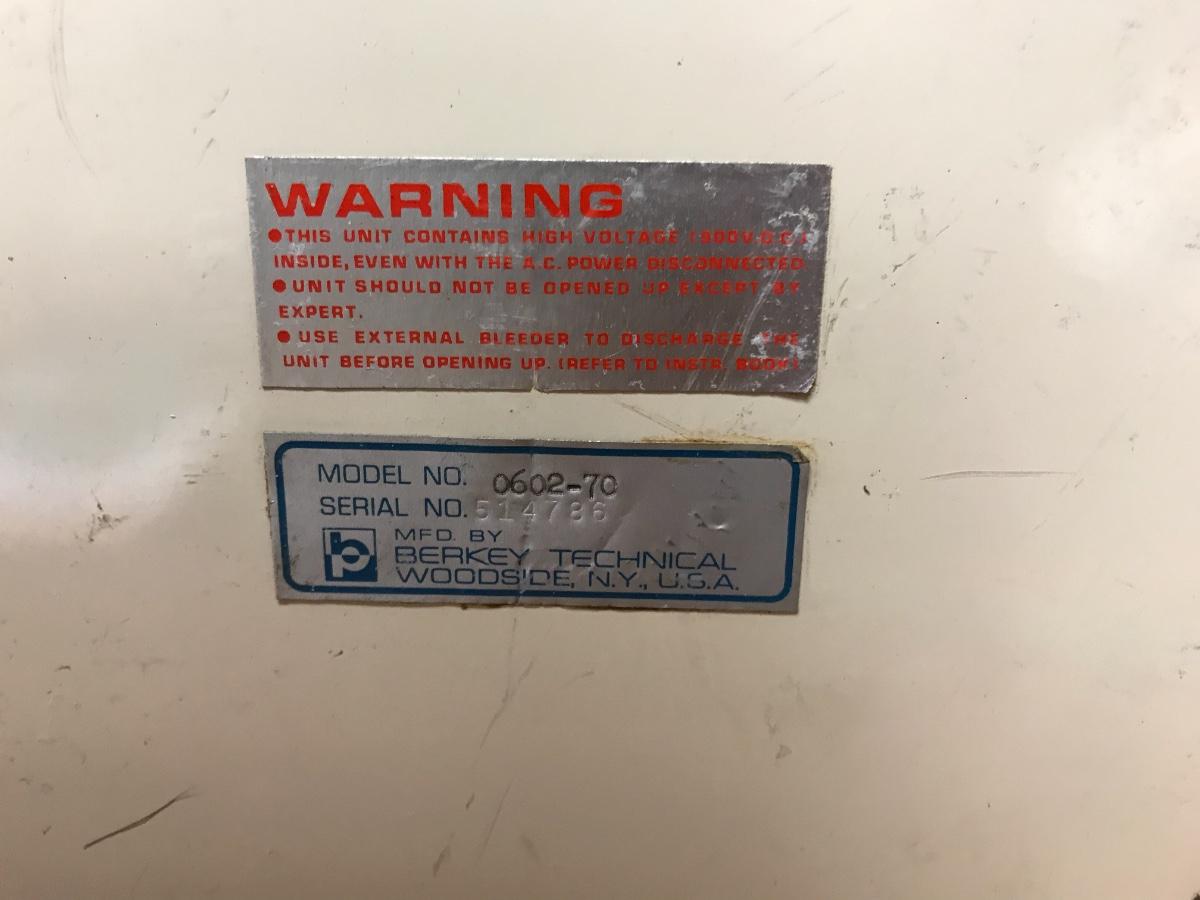 WARNING
● THIS UNIT CONTAINS HIGH VOLTAGE (900V.D.C.)
INSIDE, EVEN WITH THE A.C. POWER DISCONNECTED.
● UNIT SHOULD NOT BE OPENED UP EXCEPT BY
EXPERT.
● USE EXTERNAL BLEEDER TO DISCHARGE THE
UNIT BEFORE OPENING UP. (REFER TO INSTR. BOOK).
MODEL NO. 0602-70
SERIAL NO. 514786
bp
MFD. BY
BERKEY TECHNICAL
WOODSIDE, N.Y., U.S.A.